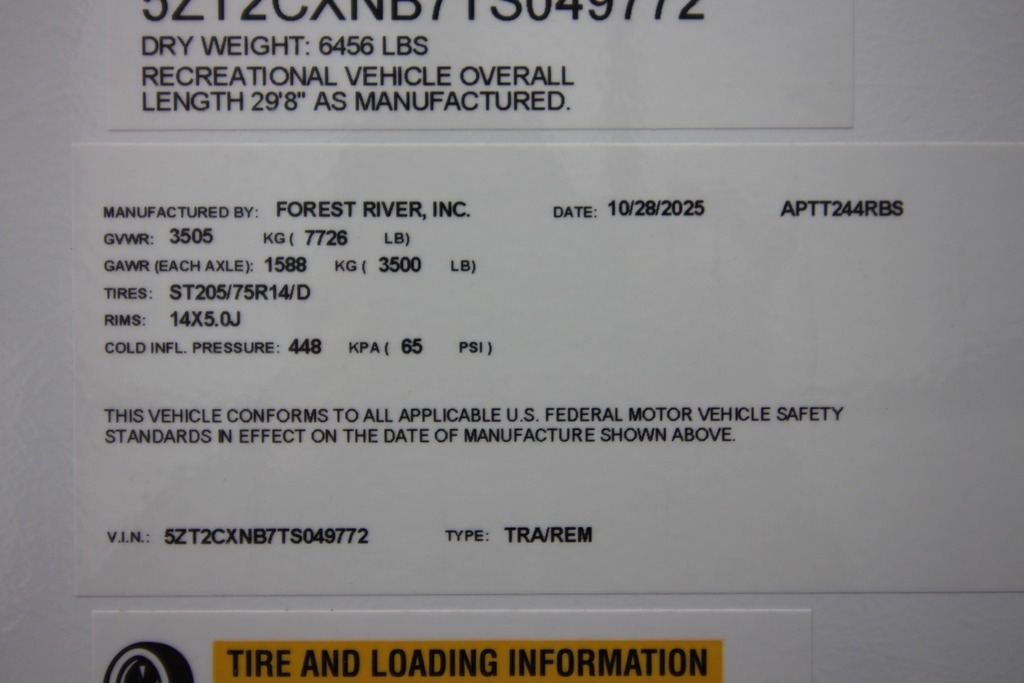 5ZT2CXNB7TS049772
DRY WEIGHT: 6456 LBS
RECREATIONAL VEHICLE OVERALL
LENGTH 29'8" AS MANUFACTURED.
MANUFACTURED BY: FOREST RIVER, INC. DATE: 10/28/2025 APTT244RBS
GVWR: 3505 KG ( 7726 LB)
GAWR (EACH AXLE): 1588 KG ( 3500 LB)
TIRES: ST205/75R14/D
RIMS: 14X5.0J
COLD INFL. PRESSURE: 448 KPA ( 65 PSI )
THIS VEHICLE CONFORMS TO ALL APPLICABLE U.S. FEDERAL MOTOR VEHICLE SAFETY
STANDARDS IN EFFECT ON THE DATE OF MANUFACTURE SHOWN ABOVE.
V.I.N.: 5ZT2CXNB7TS049772 TYPE: TRA/REM
TIRE AND LOADING INFORMATION